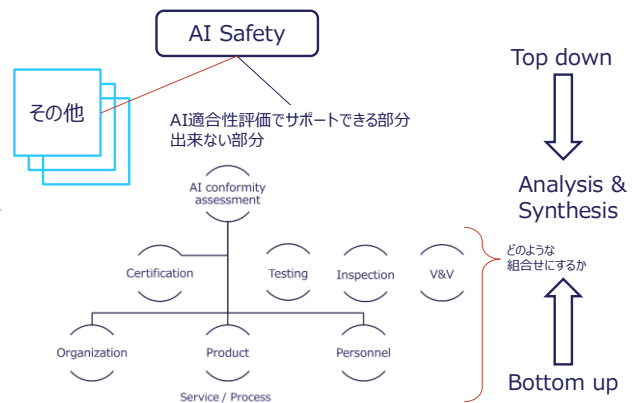 AI Safety
Top down
その他
AI適合性評価でサポートできる部分
出来ない部分
AI conformity
assessment
Analysis &
Synthesis
どのような
組合せにするか
Certification
Testing
Inspection
V&V
Organization
Product
Personnel
Service / Process
Bottom up